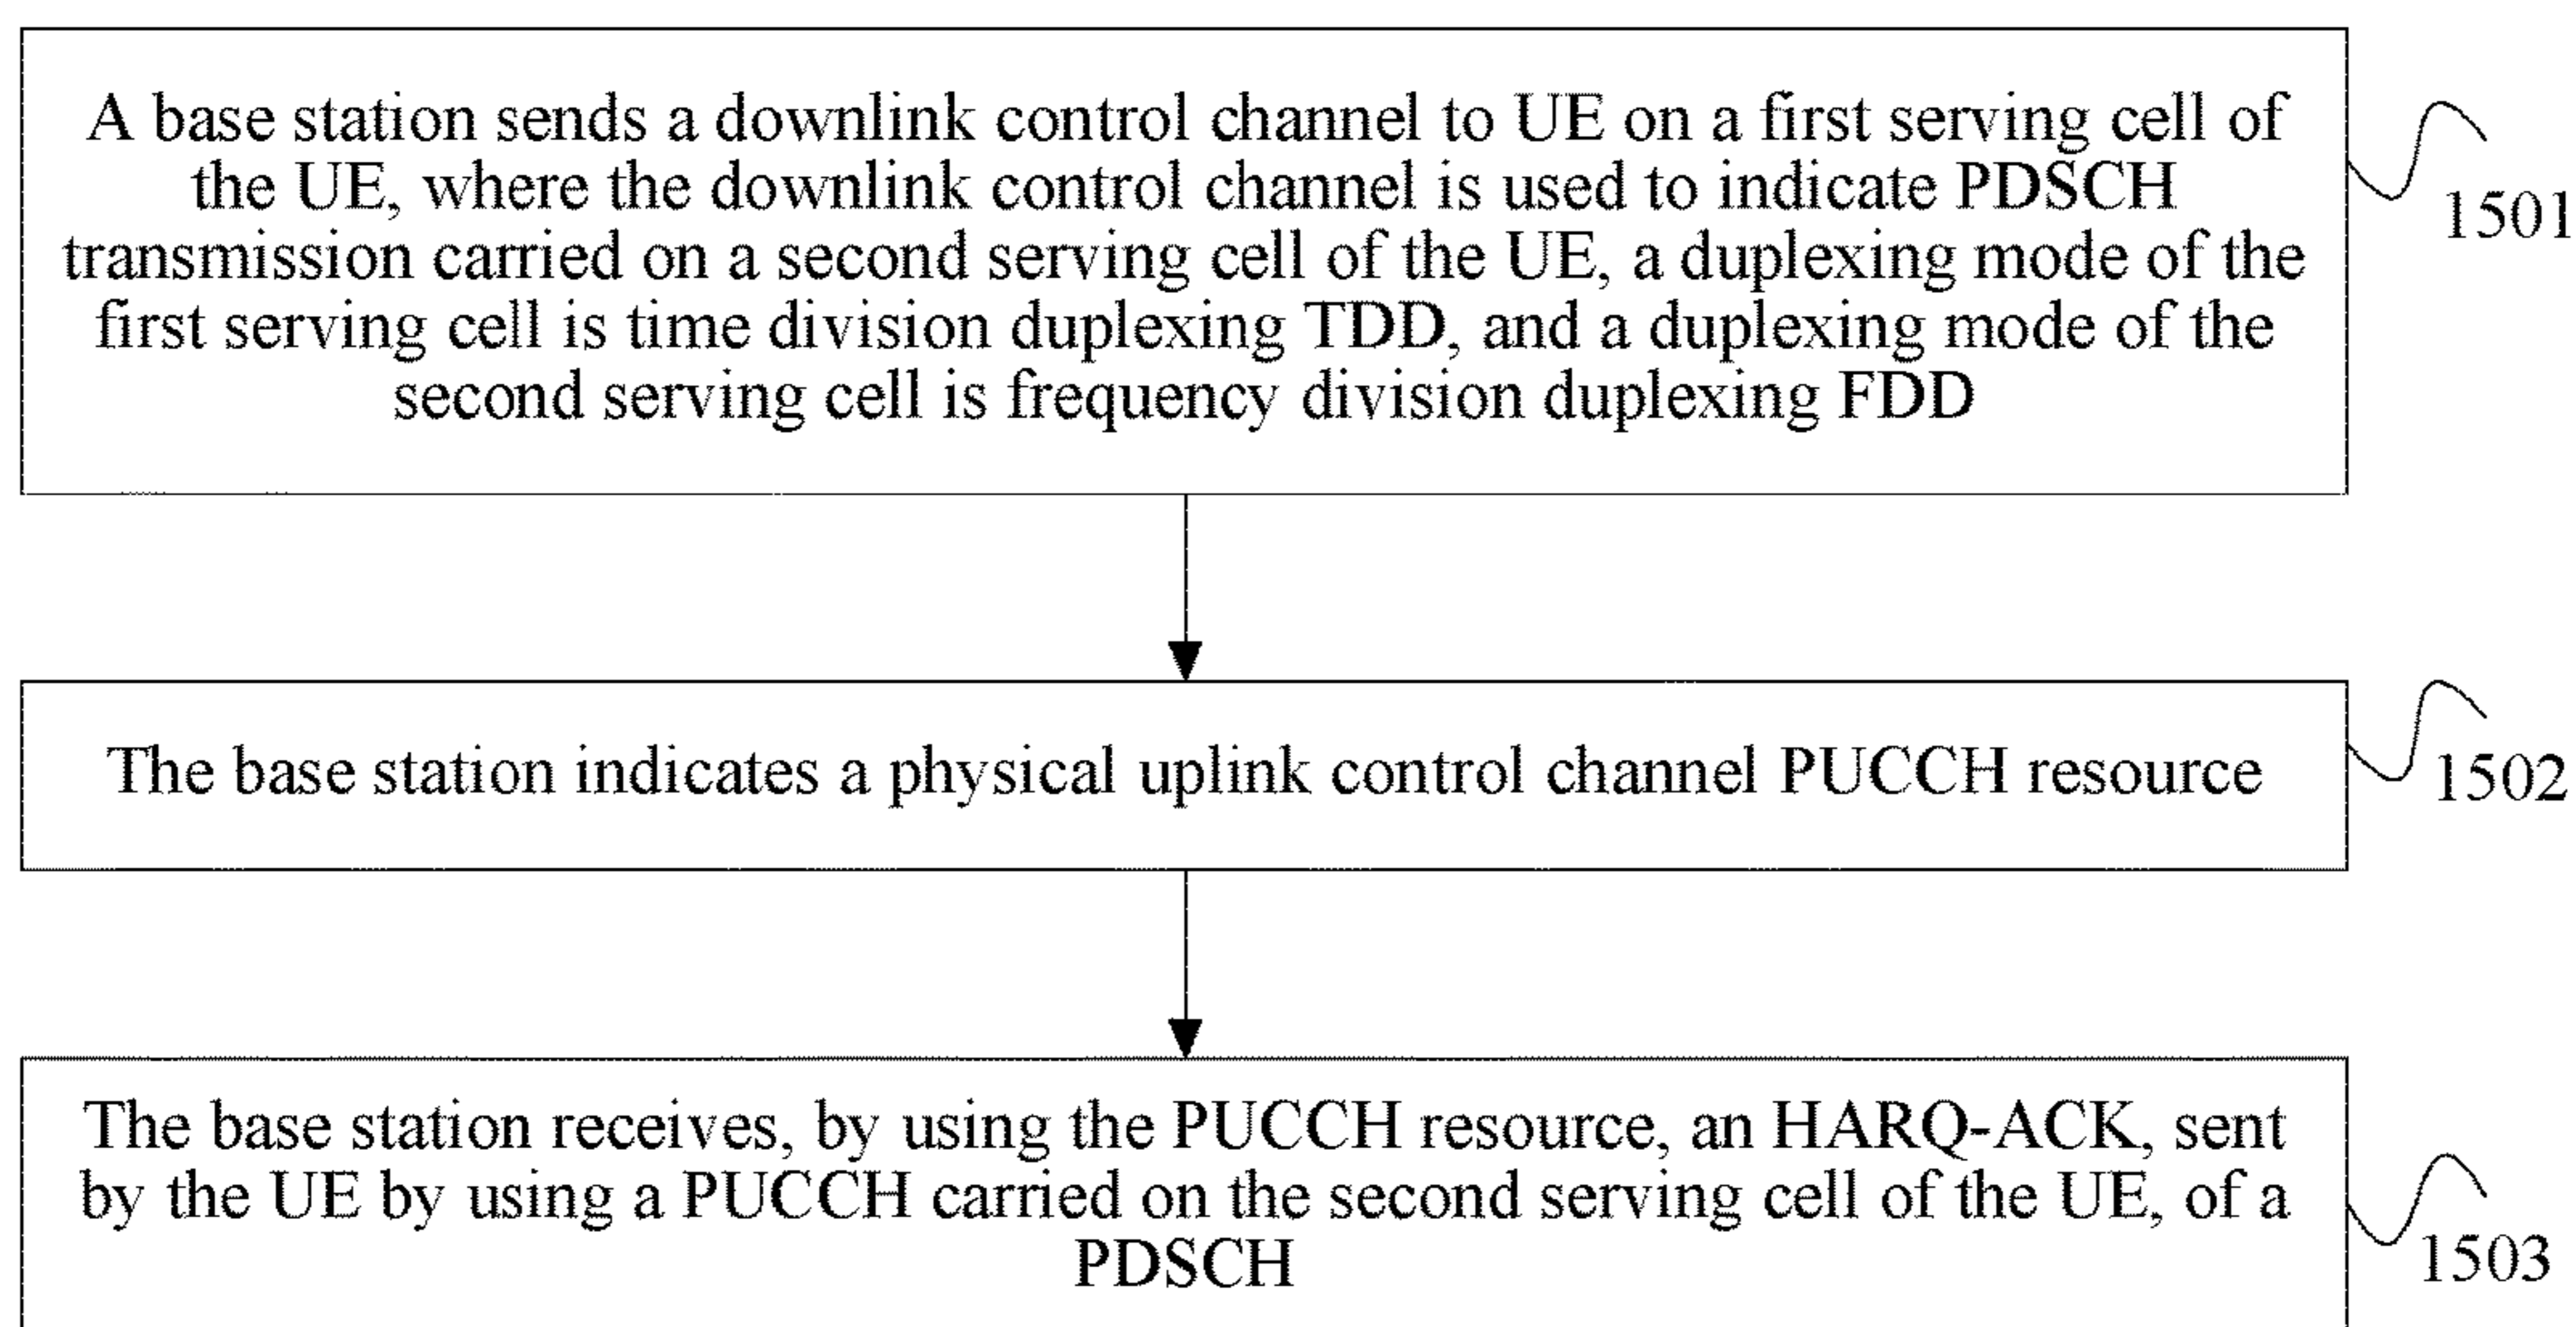 A base station sends a downlink control channel to UE on a first serving cell of
the UE, where the downlink control channel is used to indicate PDSCH
transmission carried on a second serving cell of the UE, a duplexing mode of the
first serving cell is time division duplexing TDD, and a duplexing mode of the
second serving cell is frequency division duplexing FDD
1501
The base station indicates a physical uplink control channel PUCCH resource
1502
The base station receives, by using the PUCCH resource, an HARQ-ACK, sent
by the UE by using a PUCCH carried on the second serving cell of the UE, of a
PDSCH
1503